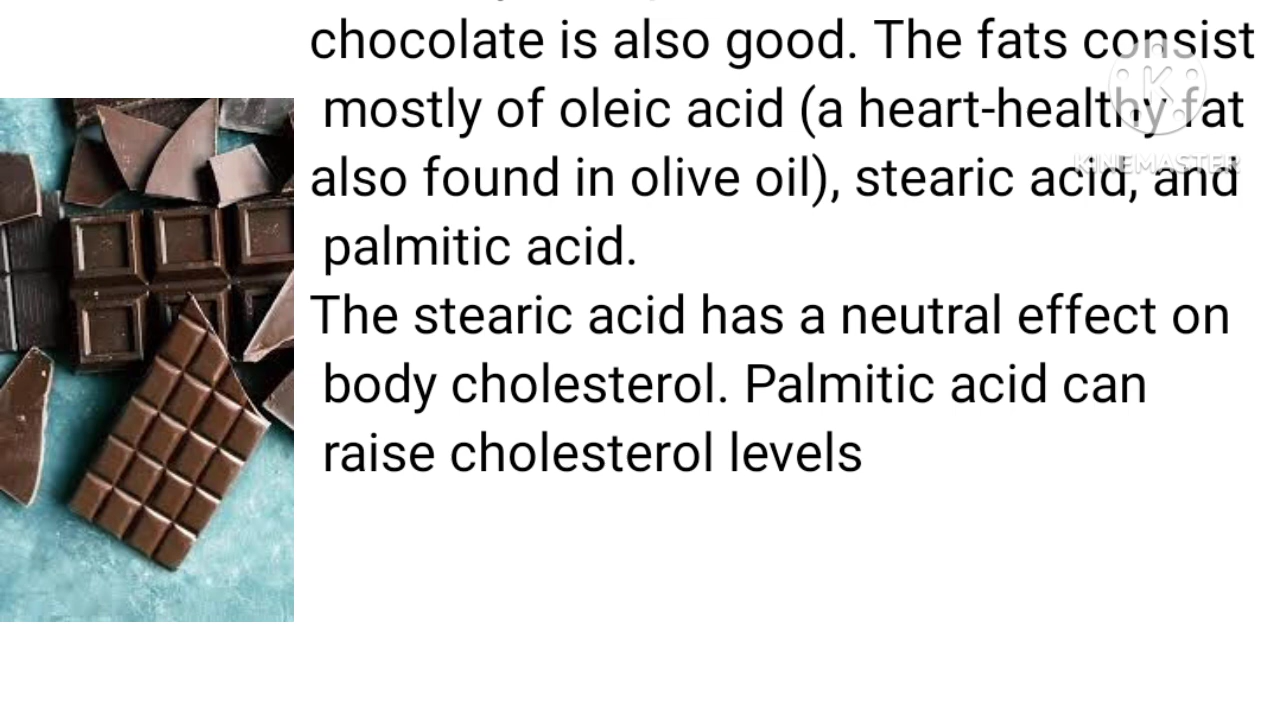 chocolate is also good. The fats consist
mostly of oleic acid (a heart-healthy fat
also found in olive oil), stearic acid, and
palmitic acid.
The stearic acid has a neutral effect on
body cholesterol. Palmitic acid can
raise cholesterol levels
KINEMASTER